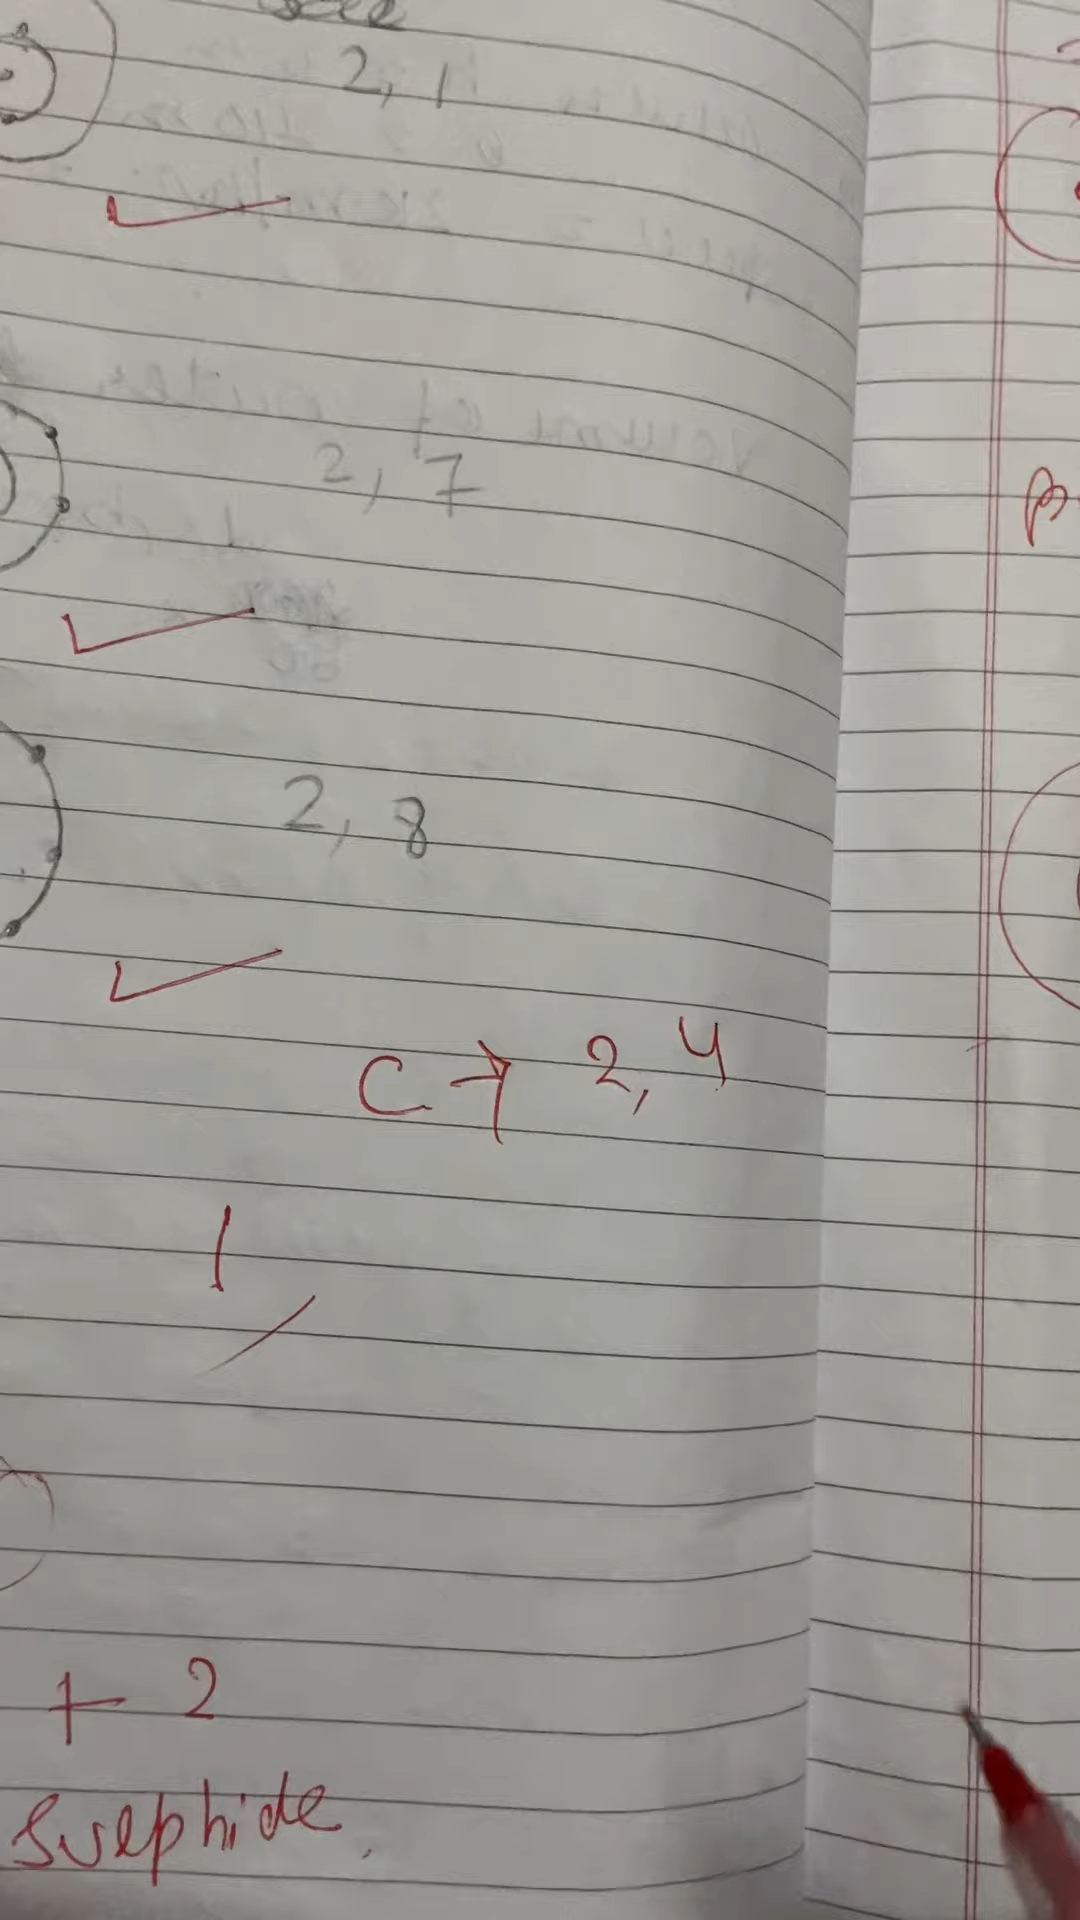 2, 1
2, 7
2, 8
C → 2, 4
1,
+ 2
Sulphide.